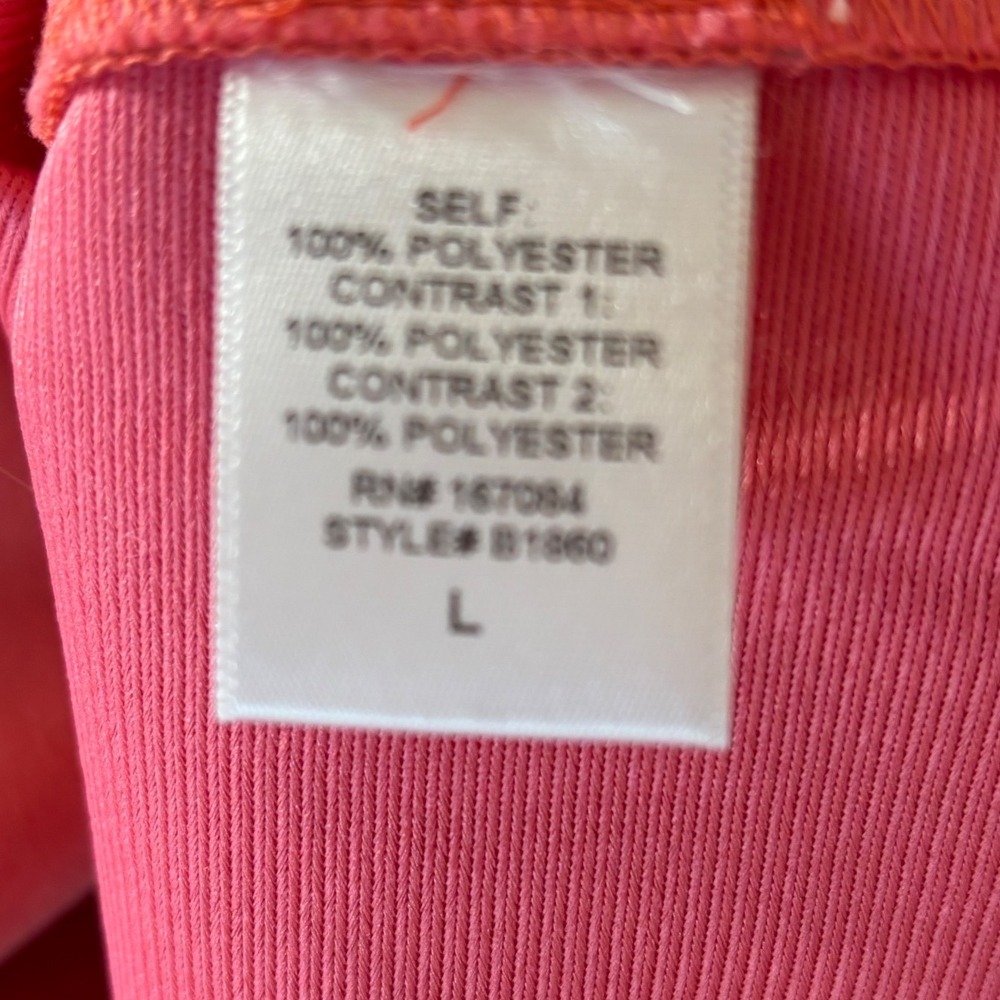 SELF:
100% POLYESTER
CONTRAST 1:
100% POLYESTER
CONTRAST 2:
100% POLYESTER
RN# 167084
STYLE# B1860
L